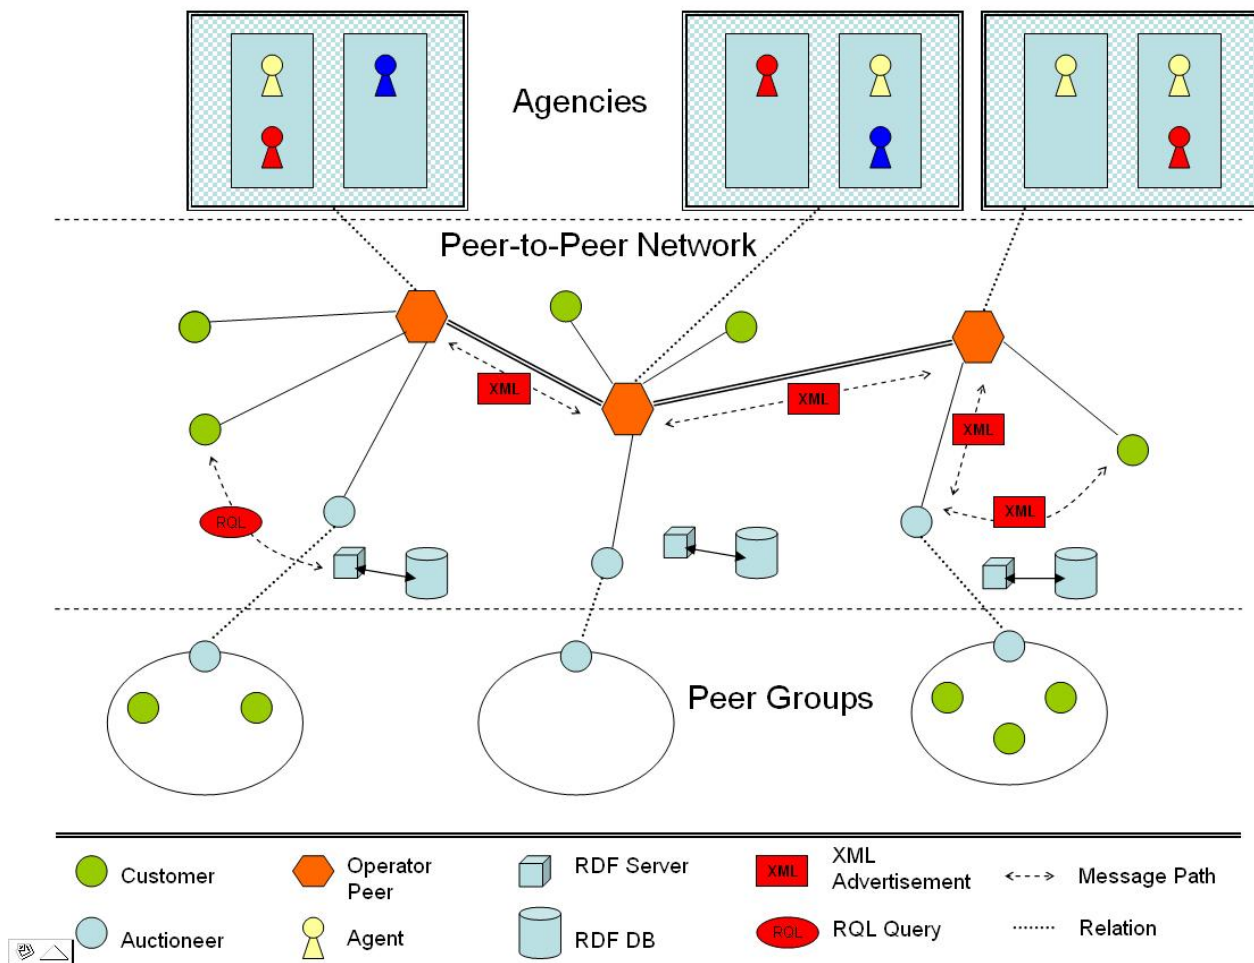 Agencies
Peer-to-Peer Network
XML
XML
XML
RQL
XML
Peer Groups
Customer
Operator
Peer
RDF Server
XML
XML
Advertisement
Message Path
Auctioneer
Agent
RDF DB
RQL
RQL Query
Relation